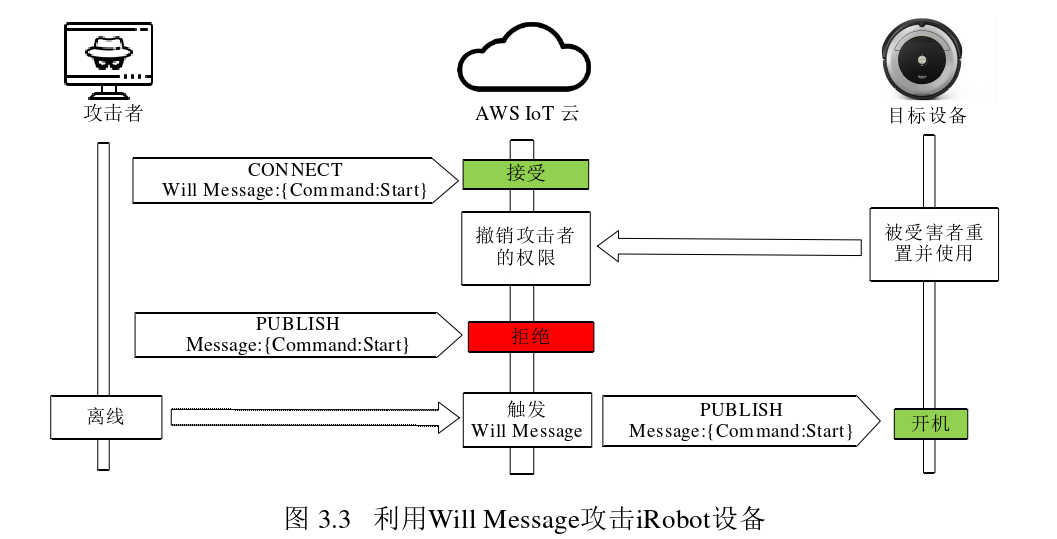 攻击者
AWS IoT 云
目标设备
CONNECT
Will Message:{Command:Start}
接受
撤销攻击者
的权限
被受害者重
置并使用
PUBLISH
Message:{Command:Start}
拒绝
离线
触发
Will Message
PUBLISH
Message:{Command:Start}
开机
图 3.3 利用Will Message攻击iRobot设备